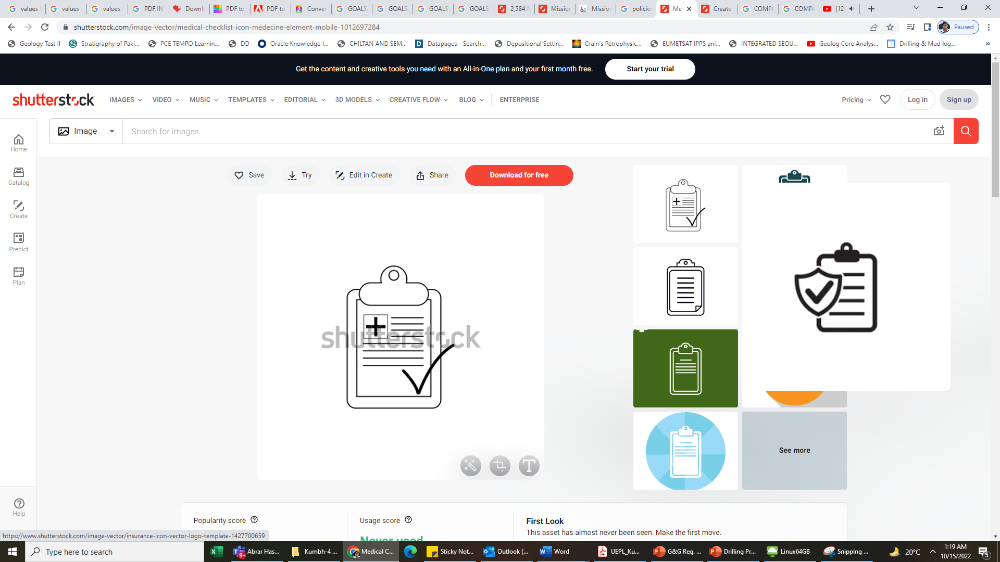 values
values
values
PDF IN
Downlo
PDF to
PDF to
Conver
GOALS
GOALS
GOALS
GOALS
2,584
Mission
Mission
policies
Me
Create
COMPA
COMPA
(12
shutterstock.com/image-vector/medical-checklist-icon-medecine-element-mobile-1012697284
Paused
Geology Test II
Stratigraphy of Paki...
PCE TEMPO Learnin...
DD
Oracle Knowledge I...
CHILTAN AND SEM...
Datapages - Search...
Depositional Settin...
Crain's Petrophysic...
EUMETSAT IPPS ani...
INTEGRATED SEQU...
Geolog Core Analys...
Drilling & Mud log...
»
Get the content and creative tools you need with an All-in-One plan and your first month free.
Start your trial
shutterstock
IMAGES
VIDEO
MUSIC
TEMPLATES
EDITORIAL
3D MODELS
CREATIVE FLOW
BLOG
ENTERPRISE
Pricing
Log in
Sign up
Image
Search for images
Home
Catalog
Create
Predict
Plan
Help
Save
Try
Edit in Create
Share
Download for free
shutterstock
T
See more
Popularity score
Usage score
Never used
First Look
This asset has almost never been seen. Make the first move.
https://www.shutterstock.com/image-vector/insurance-icon-vector-logo-template-1427700659
Type here to search
9+
Abrar Has...
Kumbh-4 ...
Medical C...
Sticky Not...
Outlook (...
Word
UEPL_Ku...
G&G Reg. ...
Drilling Pr...
Linux64GB
Snipping ...
20°C
1:19 AM
10/15/2022
5